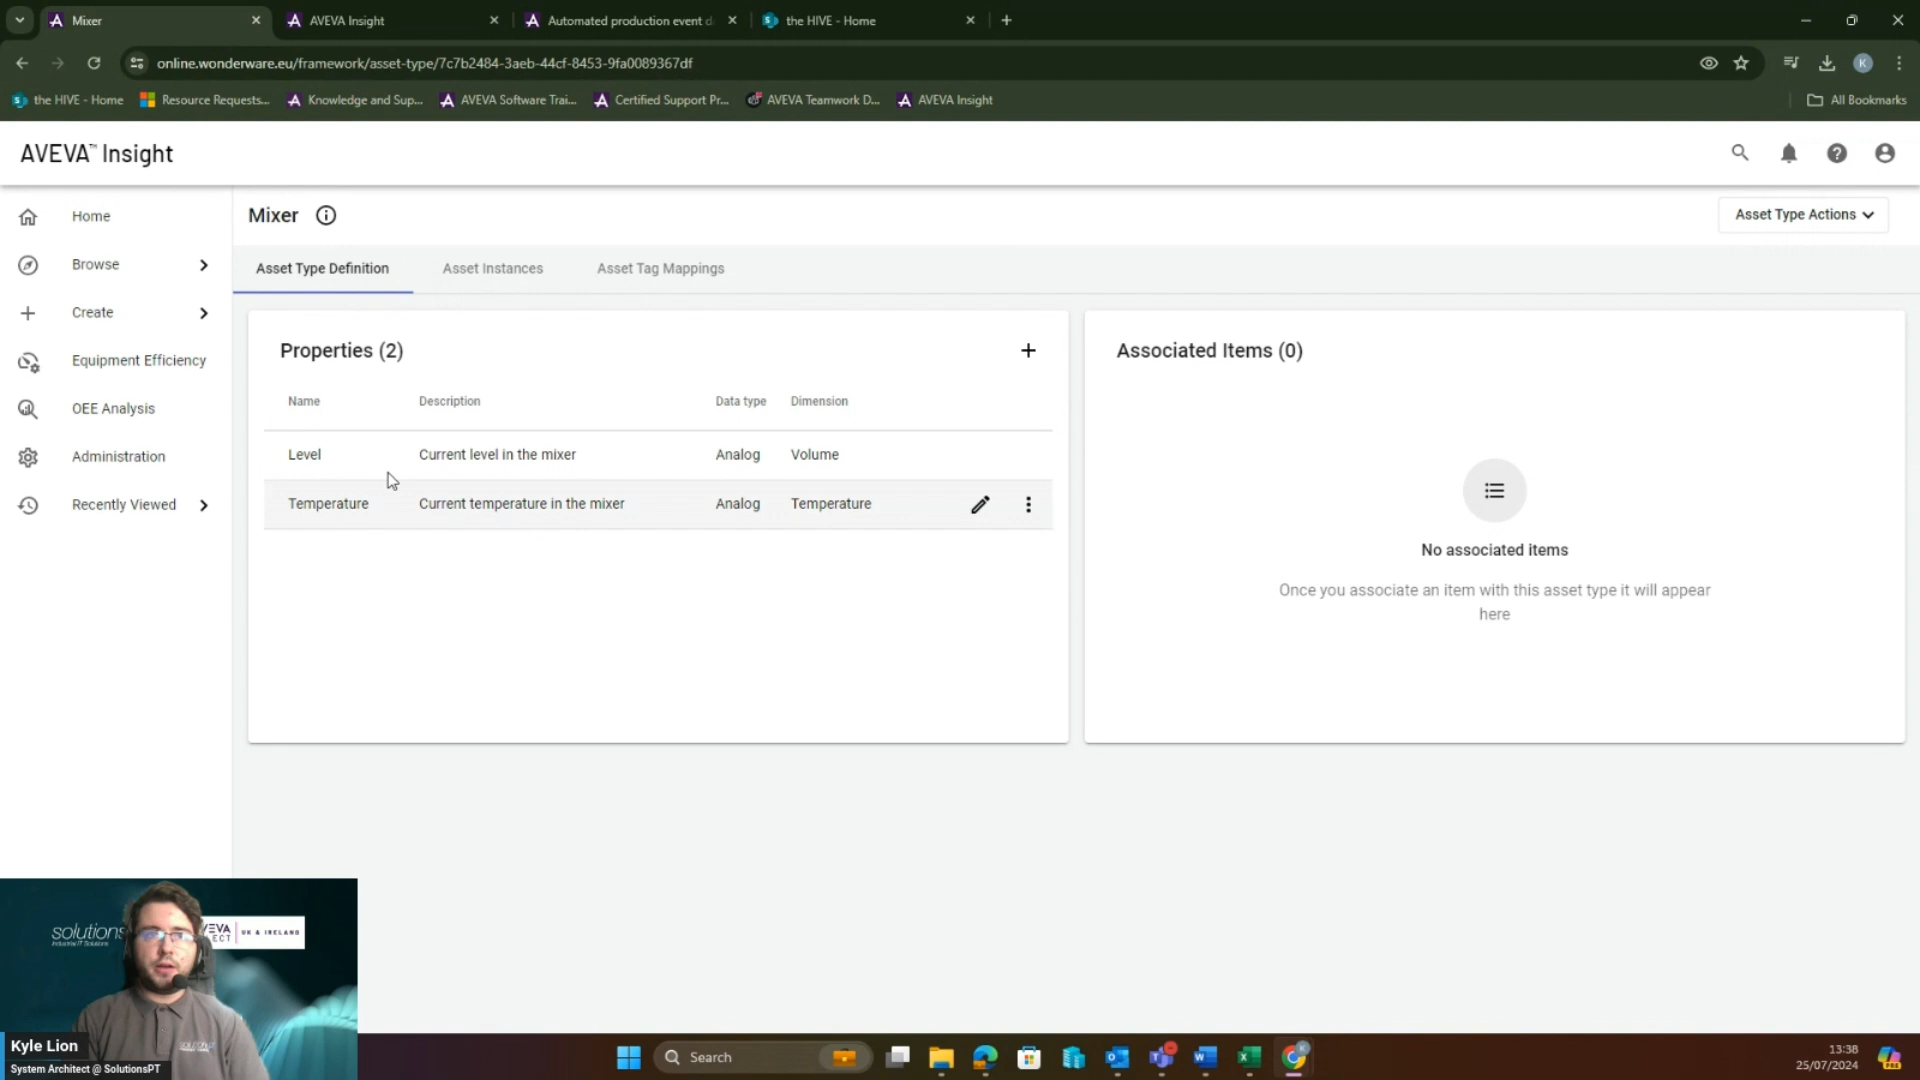 Mixer
AVEVA Insight
Automated production event d
the HIVE - Home
online.wonderware.eu/framework/asset-type/7c7b2484-3aeb-44cf-8453-9fa0089367df
the HIVE - Home
Resource Requests...
Knowledge and Sup...
AVEVA Software Trai...
Certified Support Pr...
AVEVA Teamwork D...
AVEVA Insight
All Bookmarks
AVEVA™ Insight
Home
Browse
Create
Equipment Efficiency
OEE Analysis
Administration
Recently Viewed
Mixer
Asset Type Actions
Asset Type Definition
Asset Instances
Asset Tag Mappings
Properties (2)
Name Description Data type Dimension
Level Current level in the mixer Analog Volume
Temperature Current temperature in the mixer Analog Temperature
Associated Items (0)
No associated items
Once you associate an item with this asset type it will appear
here
solutions
Industrial IT Solutions
UK & IRELAND
Kyle Lion
System Architect @ SolutionsPT
Search
13:38
25/07/2024